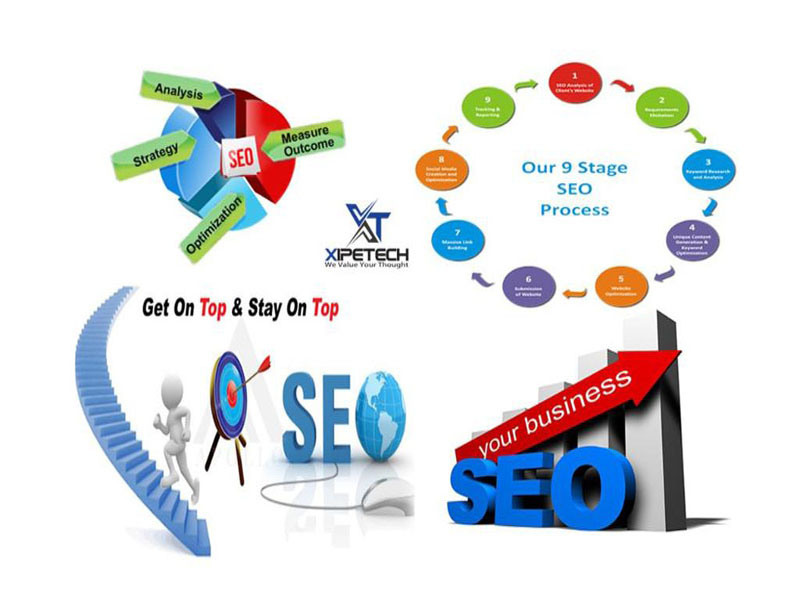 Analysis
Strategy
SEO
Measure
Outcome
Optimization
XT
XIPETECH
We Value Your Thought
Our 9 Stage
SEO
Process
1
SEO Analysis of
Client's Website
2
Requirements
3
Keyword Research
and Analysis
4
Unique Content
Generation &
Keyword
Optimization
5
Website
Optimization
6
Submission
of Website
7
Massive Link
Building
8
Social Media
Creation and
Optimization
9
Tracking &
Reporting
Get On Top & Stay On Top
SEO
your business
SEO